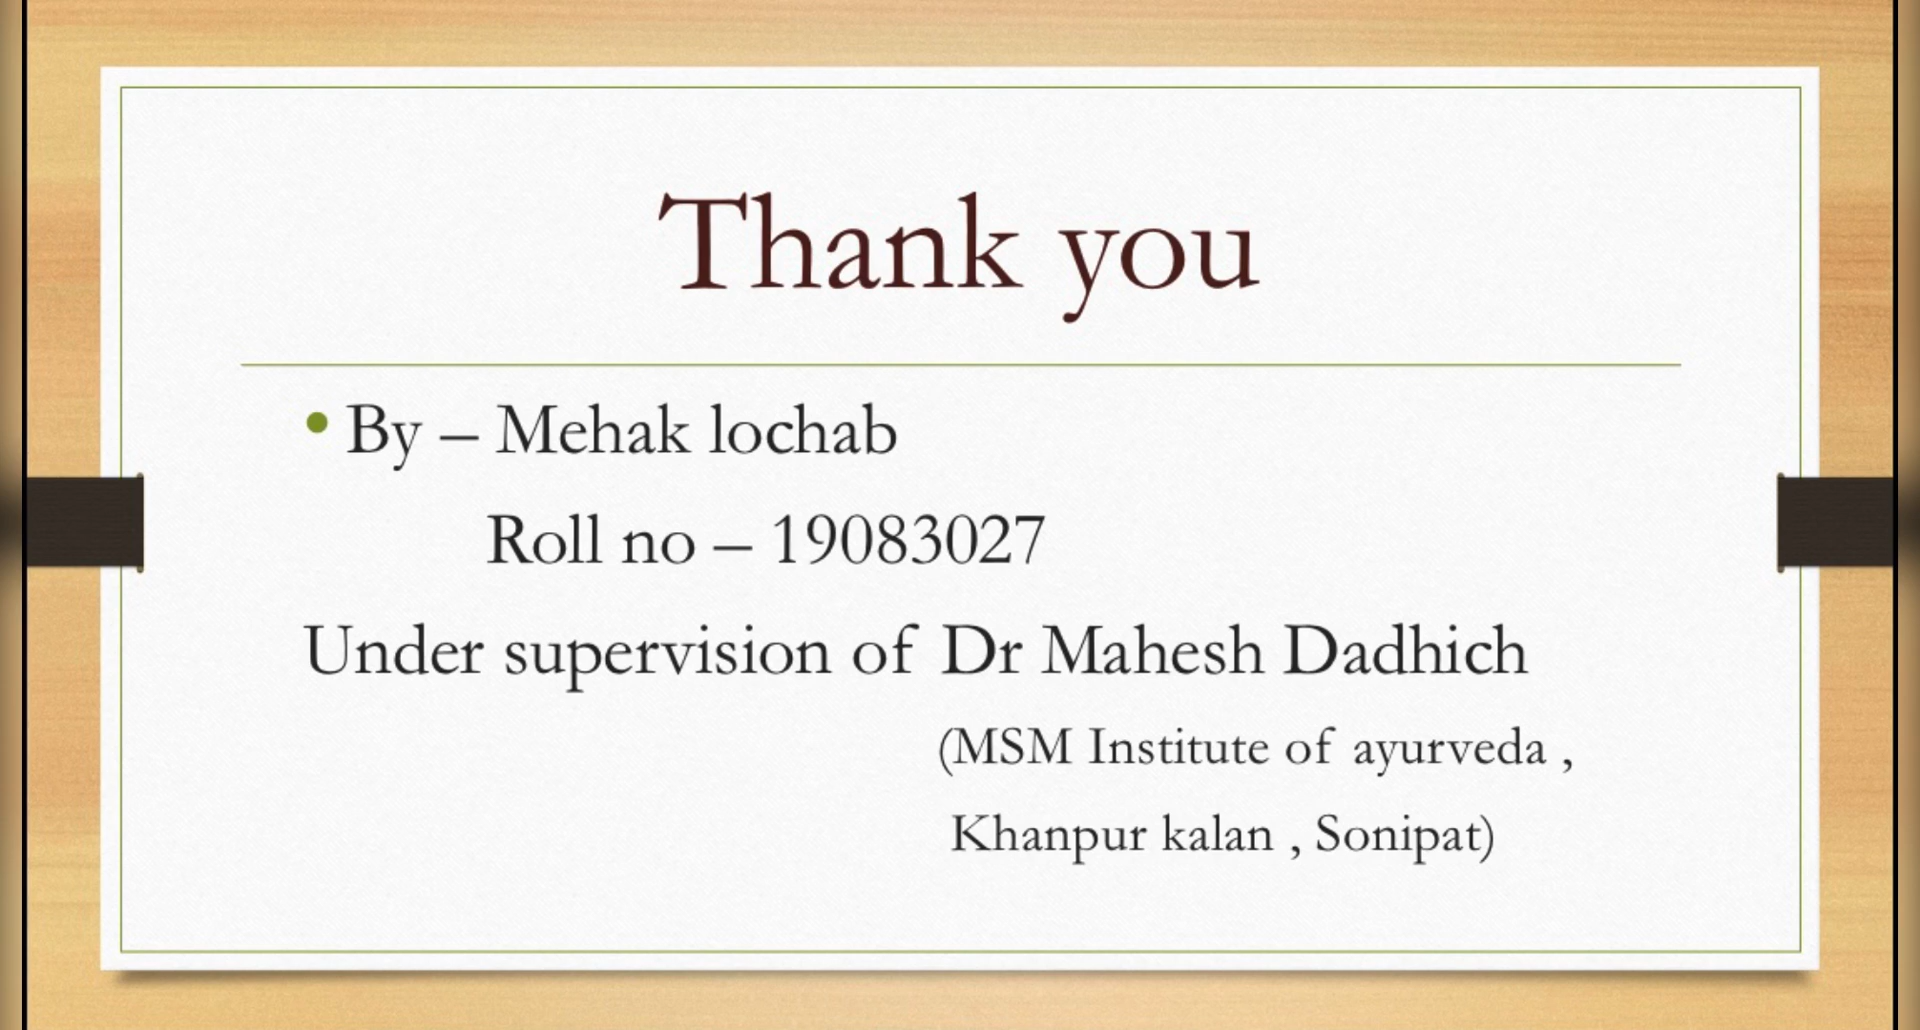 Thank you
• By – Mehak lochab
Roll no – 19083027
Under supervision of Dr Mahesh Dadhich
(MSM Institute of ayurveda ,
Khanpur kalan , Sonipat)